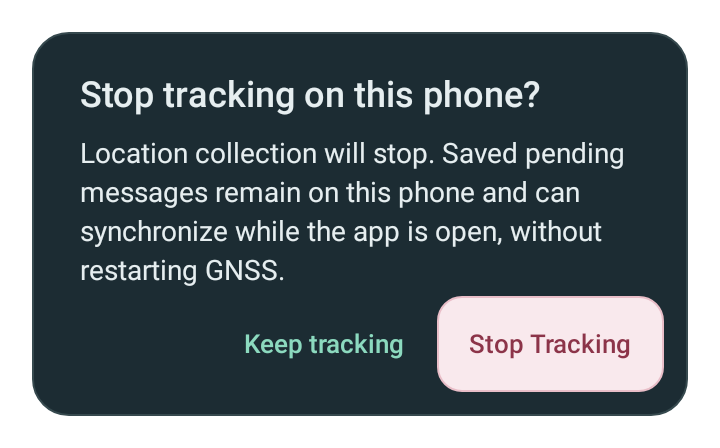 Stop tracking on this phone?
Location collection will stop. Saved pending
messages remain on this phone and can
synchronize while the app is open, without
restarting GNSS.
Keep tracking
Stop Tracking